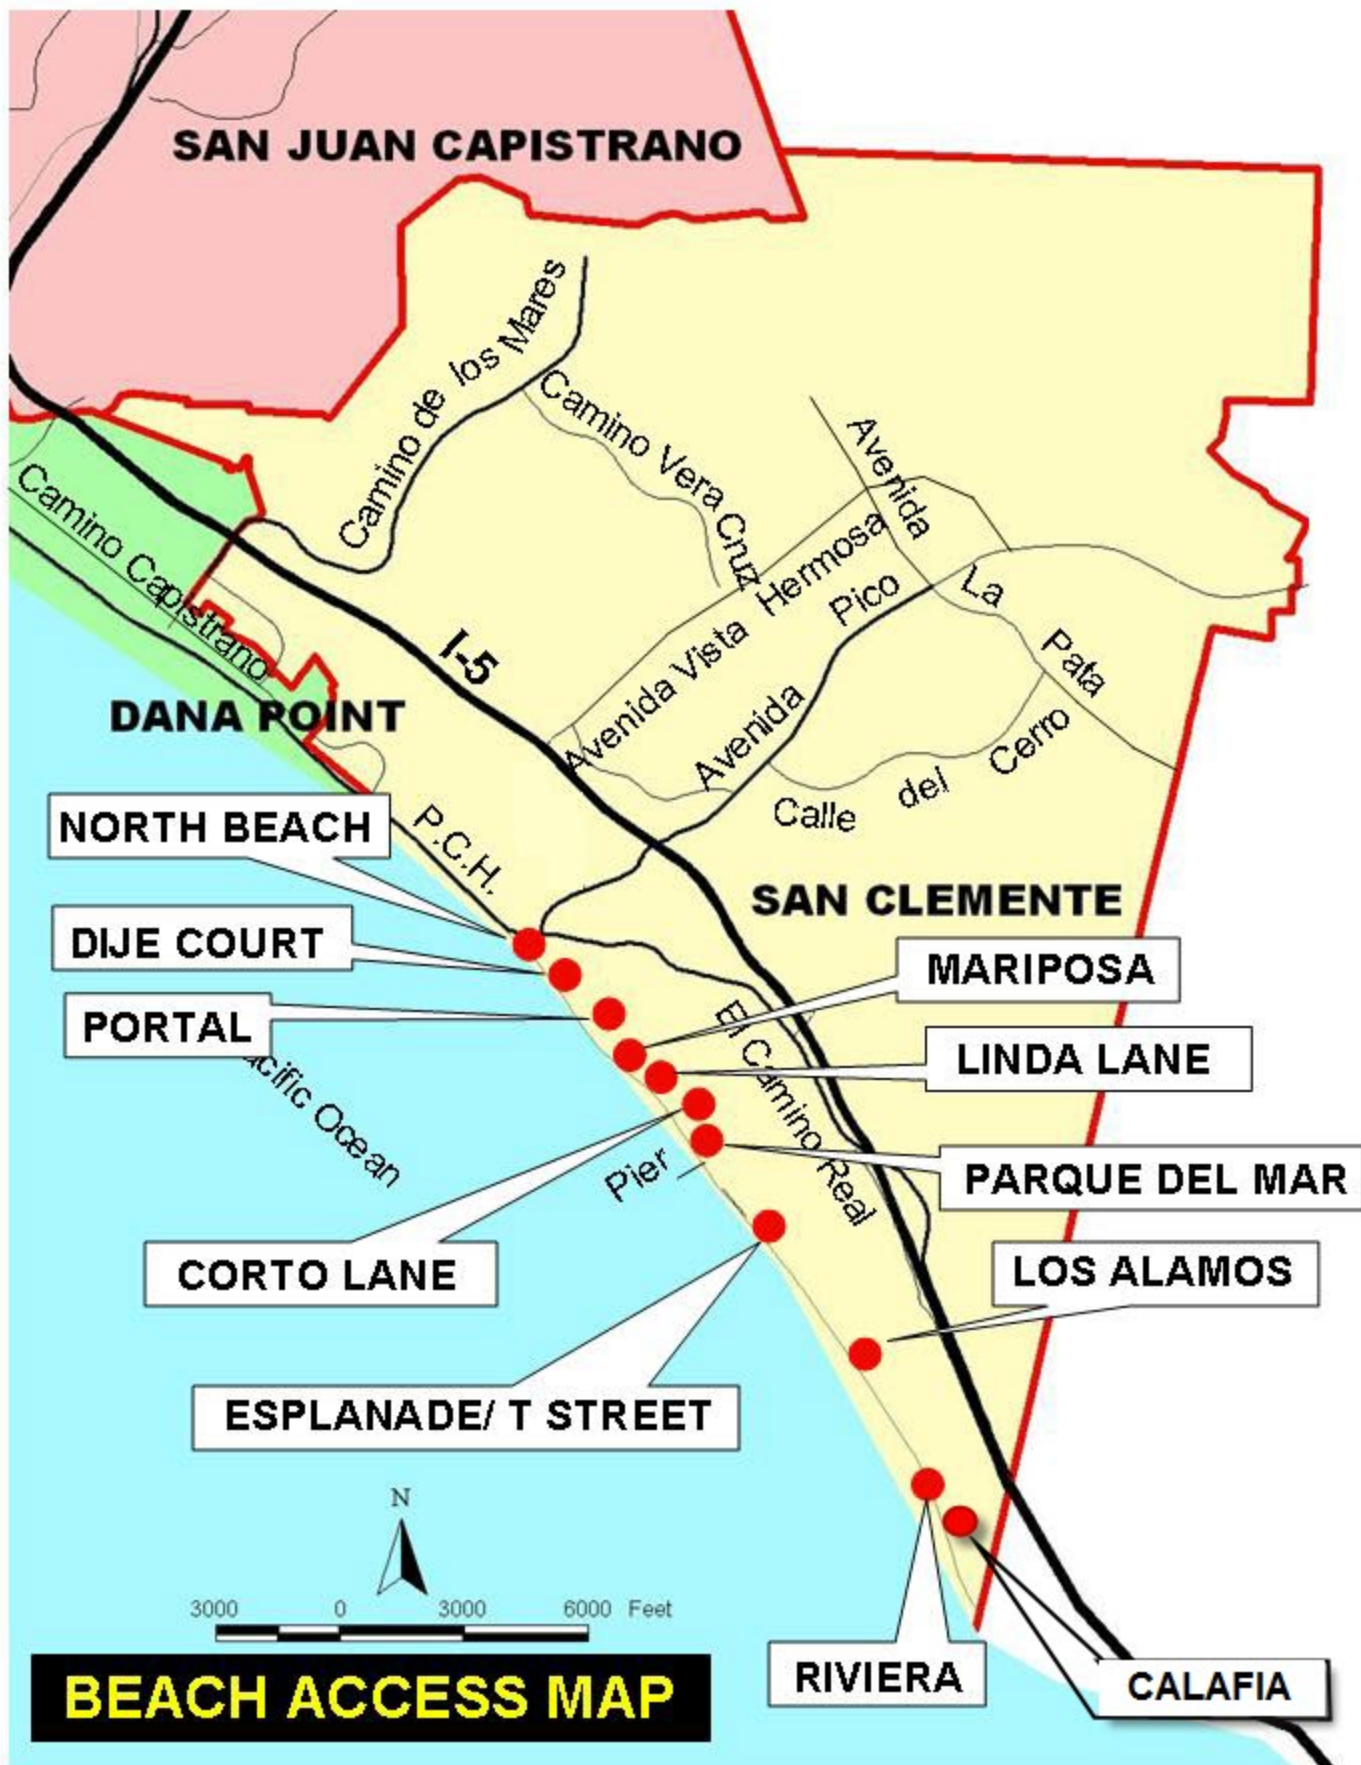 SAN JUAN CAPISTRANO
Camino de los Mares
Camino Vera Cruz
Avenida La Pata
Camino Capistrano
Avenida Vista Hermosa
Avenida Pico
I-5
DANA POINT
Calle del Cerro
NORTH BEACH
P.C.H.
SAN CLEMENTE
DIJE COURT
MARIPOSA
PORTAL
El Camino Real
LINDA LANE
acific Ocean
Pier
PARQUE DEL MAR
CORTO LANE
LOS ALAMOS
ESPLANADE/ T STREET
N
3000 0 3000 6000 Feet
RIVIERA
CALAFIA
BEACH ACCESS MAP